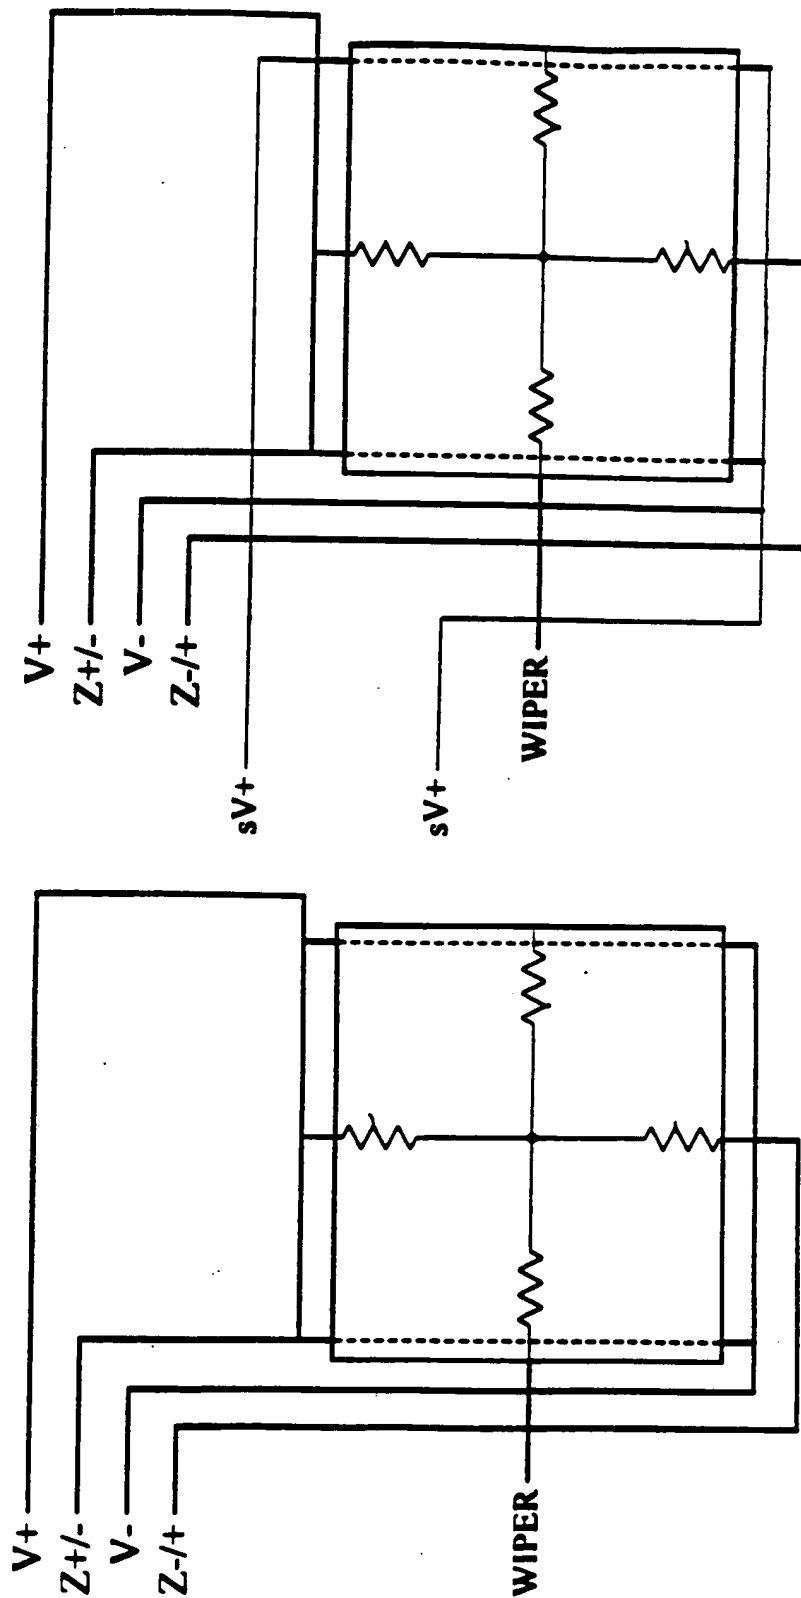 V+
Z+/-
V-
Z-/+
sV+
sV+
WIPER
V+
Z+/-
V-
Z-/+
WIPER